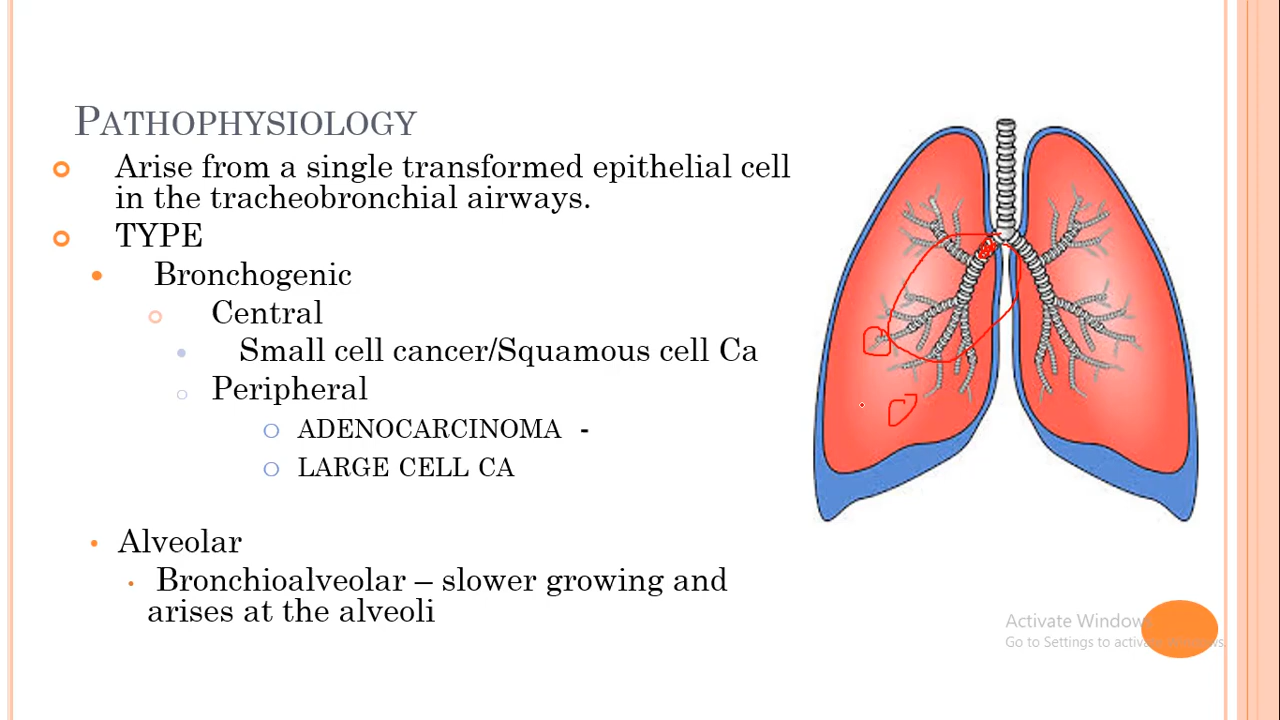 PATHOPHYSIOLOGY
Arise from a single transformed epithelial cell
in the tracheobronchial airways.
TYPE
Bronchogenic
Central
Small cell cancer/Squamous cell Ca
Peripheral
ADENOCARCINOMA -
LARGE CELL CA
Alveolar
Bronchioalveolar – slower growing and
arises at the alveoli
Activate Windows
Go to Settings to activate Windows.